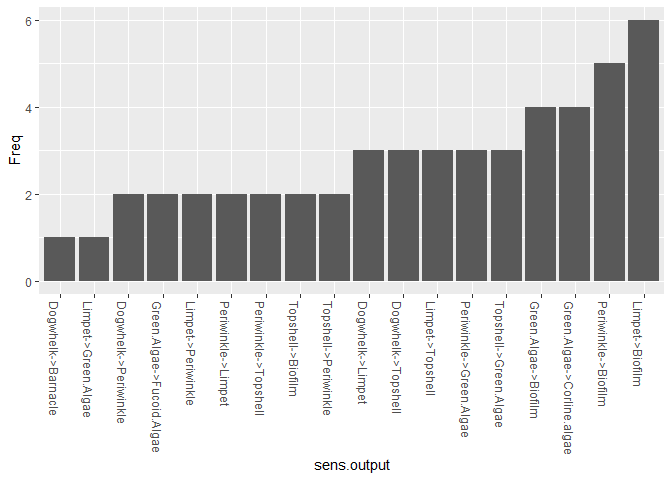 6
4
2
0
Freq
Dogwhelk->Barnacle
Limpet->Green.Algae
Dogwhelk->Periwinkle
Green.Algae->Fucoid.Algae
Limpet->Periwinkle
Periwinkle->Limpet
Periwinkle->Topshell
Topshell->Biofilm
Topshell->Periwinkle
Dogwhelk->Limpet
Dogwhelk->Topshell
Limpet->Topshell
Periwinkle->Green.Algae
Topshell->Green.Algae
Green.Algae->Biofilm
Green.Algae->Corline.algae
Periwinkle->Biofilm
Limpet->Biofilm
sens.output